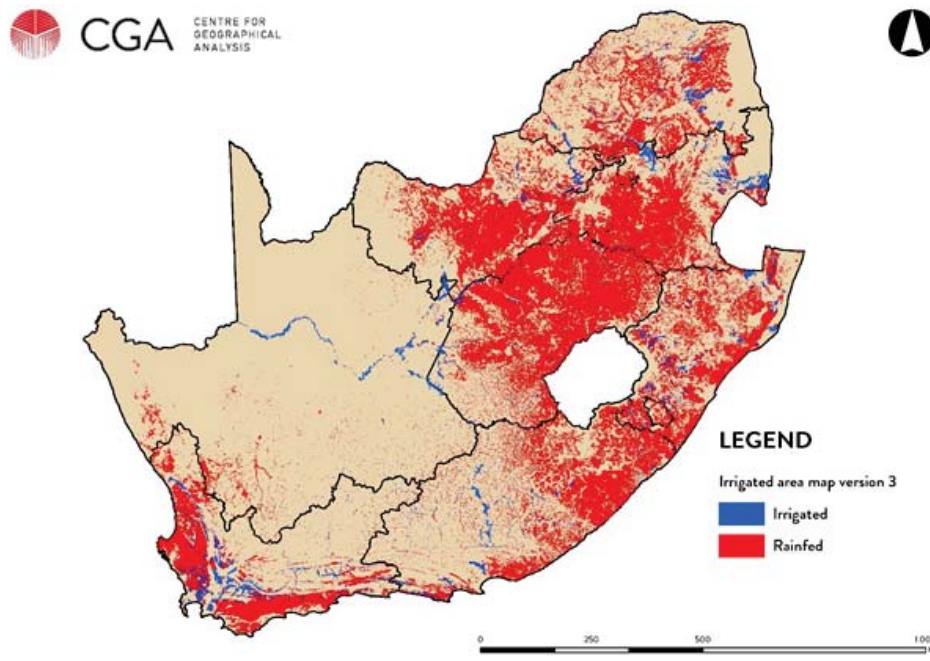 CGA
CENTRE FOR
GEOGRAPHICAL
ANALYSIS
LEGEND
Irrigated area map version 3
Irrigated
Rainfed
0 250 500